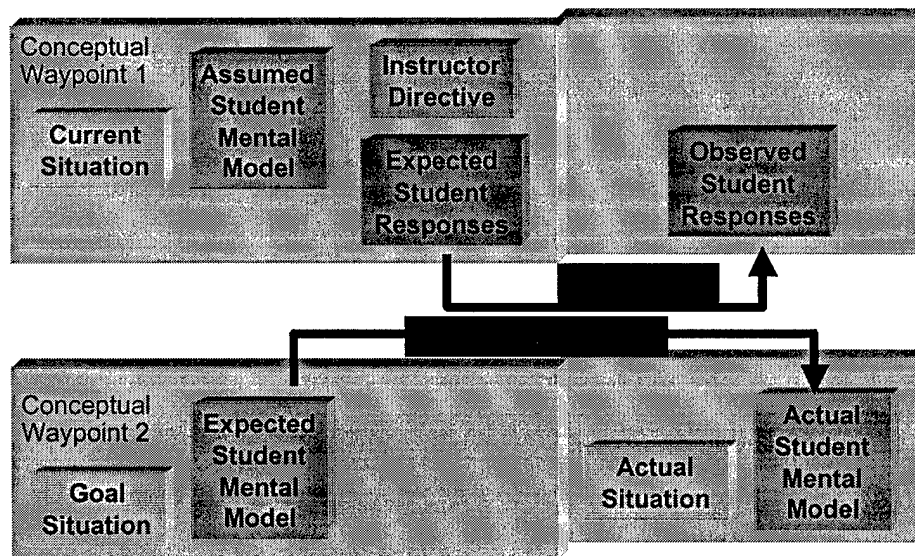 Conceptual
Waypoint 1
Current
Situation
Assumed
Student
Mental
Model
Instructor
Directive
Expected
Student
Responses
Observed
Student
Responses
Conceptual
Waypoint 2
Goal
Situation
Expected
Student
Mental
Model
Actual
Situation
Actual
Student
Mental
Model